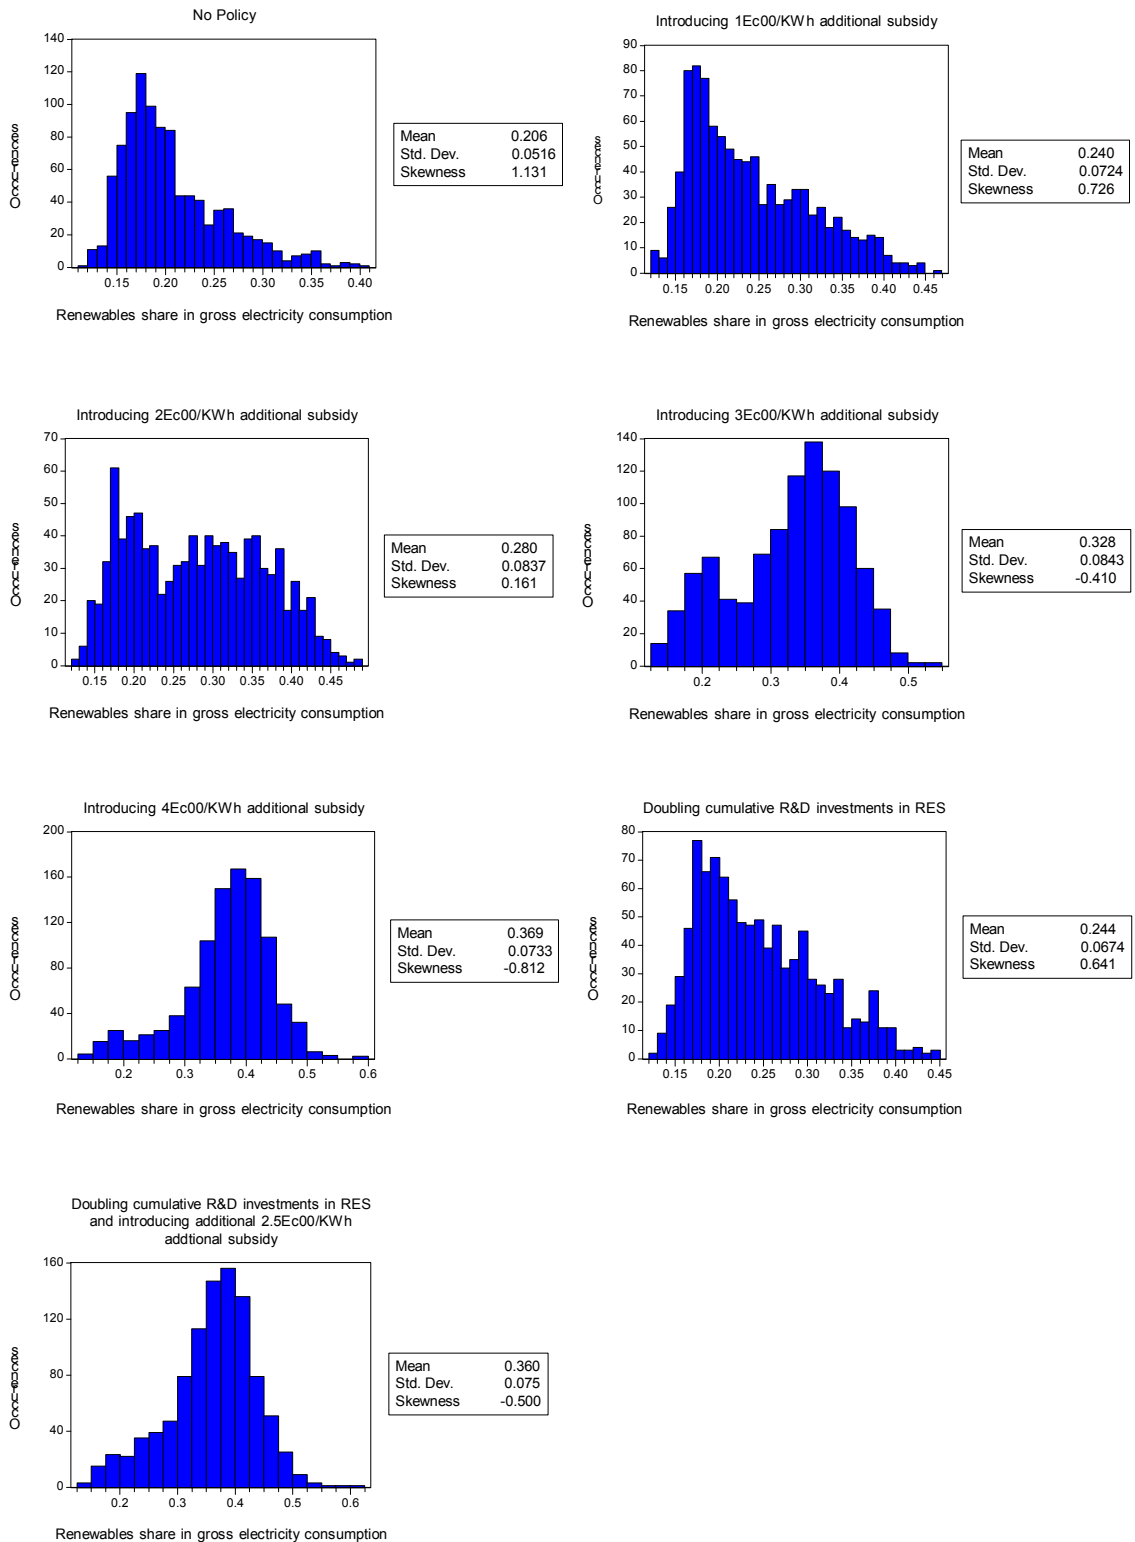 No Policy
140
120
100
80
60
40
20
0
Occurrences
0.15 0.20 0.25 0.30 0.35 0.40
Renewables share in gross electricity consumption
Mean 0.206
Std. Dev. 0.0516
Skewness 1.131
Introducing 1Ec00/KWh additional subsidy
90
80
70
60
50
40
30
20
10
0
Occurrences
0.15 0.20 0.25 0.30 0.35 0.40 0.45
Renewables share in gross electricity consumption
Mean 0.240
Std. Dev. 0.0724
Skewness 0.726
Introducing 2Ec00/KWh additional subsidy
70
60
50
40
30
20
10
0
Occurrences
0.15 0.20 0.25 0.30 0.35 0.40 0.45
Renewables share in gross electricity consumption
Mean 0.280
Std. Dev. 0.0837
Skewness 0.161
Introducing 3Ec00/KWh additional subsidy
140
120
100
80
60
40
20
0
Occurrences
0.2 0.3 0.4 0.5
Renewables share in gross electricity consumption
Mean 0.328
Std. Dev. 0.0843
Skewness -0.410
Introducing 4Ec00/KWh additional subsidy
200
160
120
80
40
0
Occurrences
0.2 0.3 0.4 0.5 0.6
Renewables share in gross electricity consumption
Mean 0.369
Std. Dev. 0.0733
Skewness -0.812
Doubling cumulative R&D investments in RES
80
70
60
50
40
30
20
10
0
Occurrences
0.15 0.20 0.25 0.30 0.35 0.40 0.45
Renewables share in gross electricity consumption
Mean 0.244
Std. Dev. 0.0674
Skewness 0.641
Doubling cumulative R&D investments in RES
and introducing additional 2.5Ec00/KWh
addtional subsidy
160
120
80
40
0
Occurrences
0.2 0.3 0.4 0.5 0.6
Renewables share in gross electricity consumption
Mean 0.360
Std. Dev. 0.075
Skewness -0.500